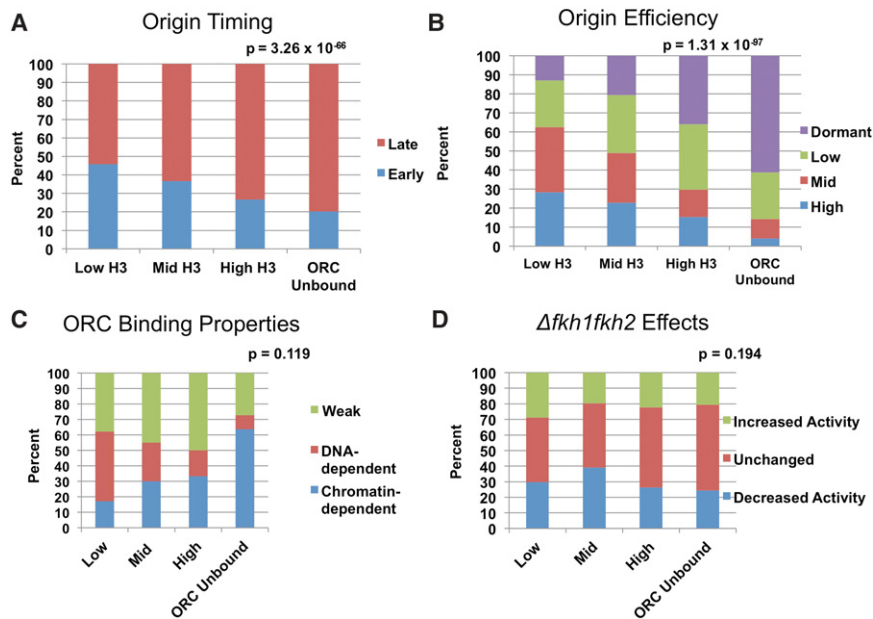 A
Origin Timing
p = 3.26 x 10-66
Percent
100
90
80
70
60
50
40
30
20
10
0
Low H3
Mid H3
High H3
ORC
Unbound
Late
Early
B
Origin Efficiency
p = 1.31 x 10-97
Percent
100
90
80
70
60
50
40
30
20
10
0
Low H3
Mid H3
High H3
ORC
Unbound
Dormant
Low
Mid
High
C
ORC Binding Properties
p = 0.119
Percent
100
90
80
70
60
50
40
30
20
10
0
Low
Mid
High
ORC Unbound
Weak
DNA-
dependent
Chromatin-
dependent
D
Δfkh1fkh2 Effects
p = 0.194
Percent
100
90
80
70
60
50
40
30
20
10
0
Low
Mid
High
ORC Unbound
Increased Activity
Unchanged
Decreased Activity